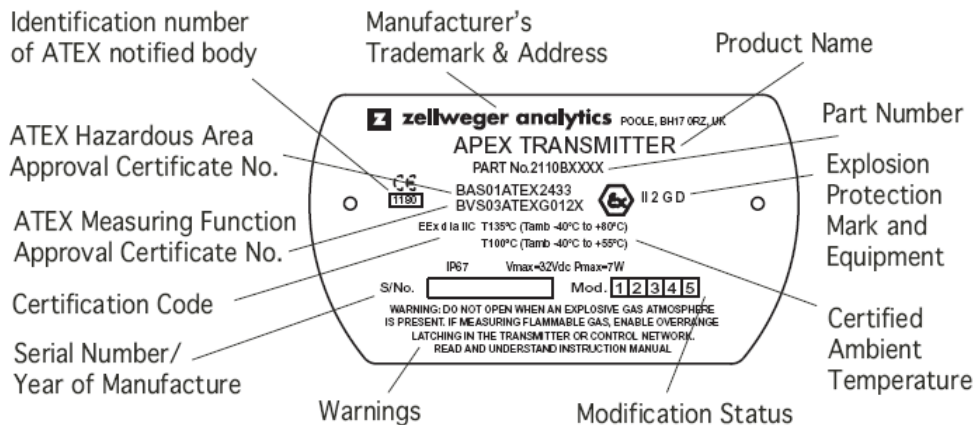 Identification number
of ATEX notified body
Manufacturer's
Trademark & Address
Product Name
ATEX Hazardous Area
Approval Certificate No.
ATEX Measuring Function
Approval Certificate No.
Certification Code
Serial Number/
Year of Manufacture
Z zellweger analytics POOLE, BH17 0RZ, UK
APEX TRANSMITTER
PART No.2110BXXXX
CE
1180
BAS01ATEX2433
BVS03ATEXG012X
Ex II 2 G D
EEx d ia IIC T135°C (Tamb -40°C to +80°C)
T100°C (Tamb -40°C to +55°C)
IP67 Vmax=32Vdc Pmax=7W
S/No. Mod. 1 2 3 4 5
WARNING: DO NOT OPEN WHEN AN EXPLOSIVE GAS ATMOSPHERE
IS PRESENT. IF MEASURING FLAMMABLE GAS, ENABLE OVERRANGE
LATCHING IN THE TRANSMITTER OR CONTROL NETWORK.
READ AND UNDERSTAND INSTRUCTION MANUAL
Part Number
Explosion
Protection
Mark and
Equipment
Certified
Ambient
Temperature
Warnings
Modification Status